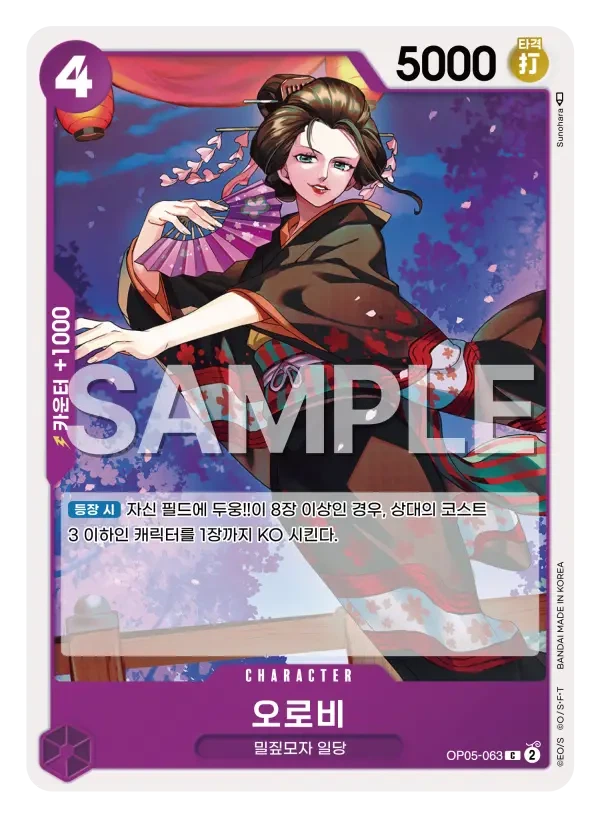 4
5000
타격
打
Sunohara
카운터 +1000
SAMPLE
등장 시 자신 필드에 두웅!!이 8장 이상인 경우, 상대의 코스트
3 이하인 캐릭터를 1장까지 KO 시킨다.
CHARACTER
오로비
밀짚모자 일당
OP05-063 C 2
©E.O/S ©O/S·F·T BANDAI MADE IN KOREA